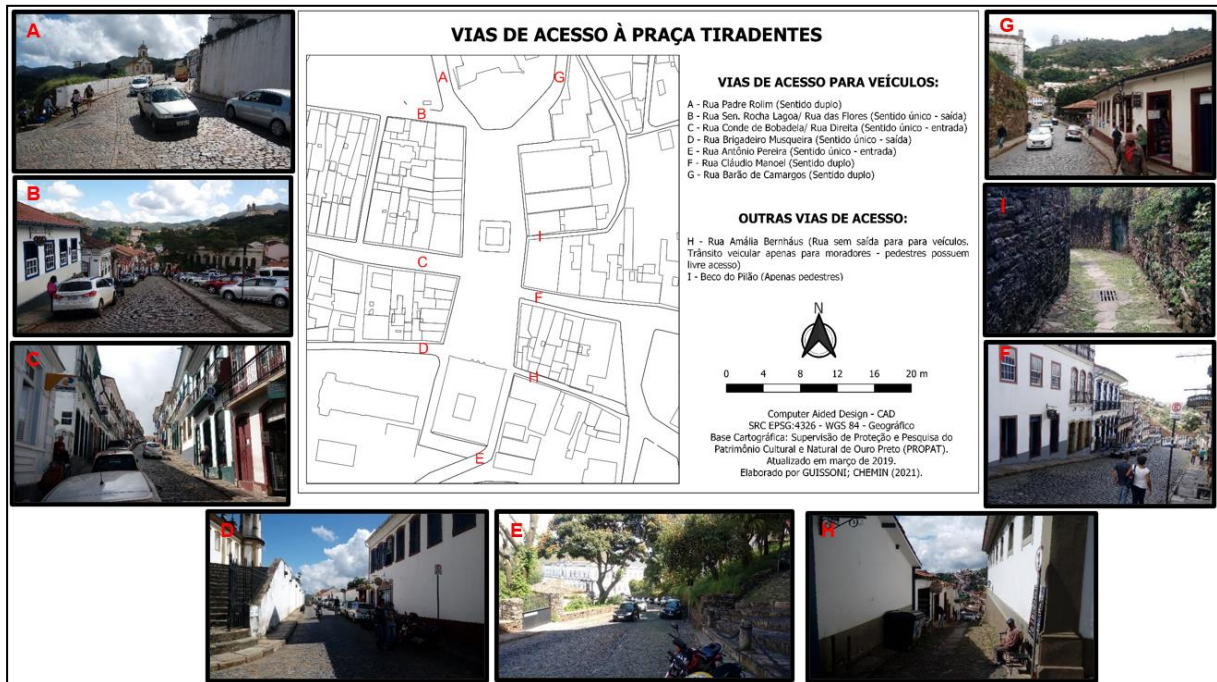 VIAS DE ACESSO À PRAÇA TIRADENTES
VIAS DE ACESSO PARA VEÍCULOS:
A - Rua Padre Rolim (Sentido duplo)
B - Rua Sen. Rocha Lagoa/ Rua das Flores (Sentido único - saída)
C - Rua Conde de Bobadela/ Rua Direita (Sentido único - entrada)
D - Rua Brigadeiro Musqueira (Sentido único - saída)
E - Rua Antônio Pereira (Sentido único - entrada)
F - Rua Cláudio Manoel (Sentido duplo)
G - Rua Barão de Camargos (Sentido duplo)
OUTRAS VIAS DE ACESSO:
H - Rua Amália Bernháus (Rua sem saída para para veículos.
Trânsito veicular apenas para moradores - pedestres possuem
livre acesso)
I - Beco do Pilão (Apenas pedestres)
N
0 4 8 12 16 20 m
Computer Aided Design - CAD
SRC EPSG:4326 - WGS 84 - Geográfico
Base Cartográfica: Supervisão de Proteção e Pesquisa do
Patrimônio Cultural e Natural de Ouro Preto (PROPAT).
Atualizado em março de 2019.
Elaborado por GUISSONI; CHEMIN (2021).
A
G
B
I
C
F
D
H
E
A
B
C
D
E
H
G
I
F